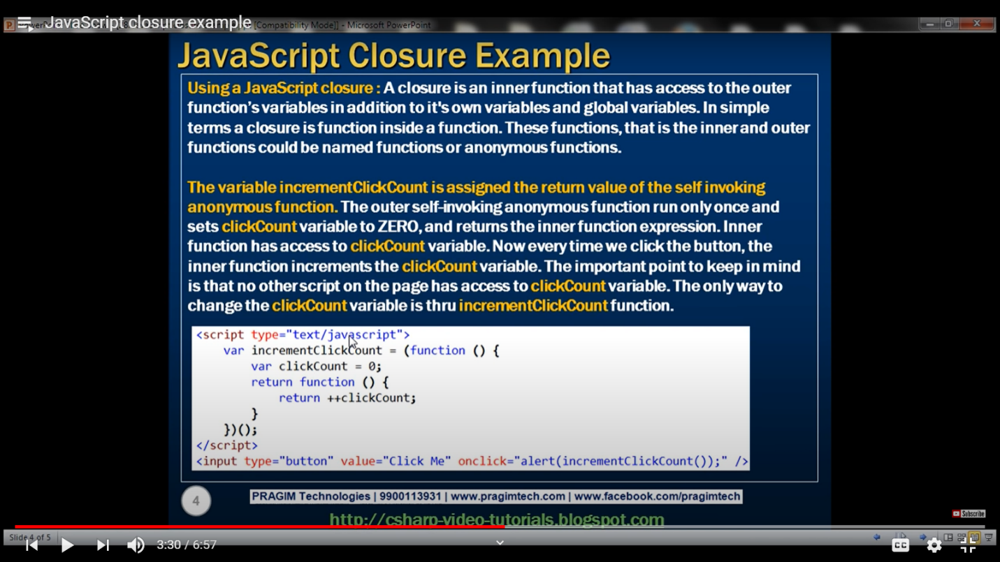 JavaScript closure example
[Compatibility Mode]] - Microsoft PowerPoint
JavaScript Closure Example
Using a JavaScript closure : A closure is an inner function that has access to the outer
function's variables in addition to it's own variables and global variables. In simple
terms a closure is function inside a function. These functions, that is the inner and outer
functions could be named functions or anonymous functions.
The variable incrementClickCount is assigned the return value of the self invoking
anonymous function. The outer self-invoking anonymous function run only once and
sets clickCount variable to ZERO, and returns the inner function expression. Inner
function has access to clickCount variable. Now every time we click the button, the
inner function increments the clickCount variable. The important point to keep in mind
is that no other script on the page has access to clickCount variable. The only way to
change the clickCount variable is thru incrementClickCount function.
<script type="text/javascript">
var incrementClickCount = (function () {
var clickCount = 0;
return function () {
return ++clickCount;
}
})();
</script>
<input type="button" value="Click Me" onclick="alert(incrementClickCount());" />
4
PRAGIM Technologies | 9900113931 | www.pragimtech.com | www.facebook.com/pragimtech
http://csharp-video-tutorials.blogspot.com
Subscribe
Slide 4 of 5
3:30 / 6:57
CC